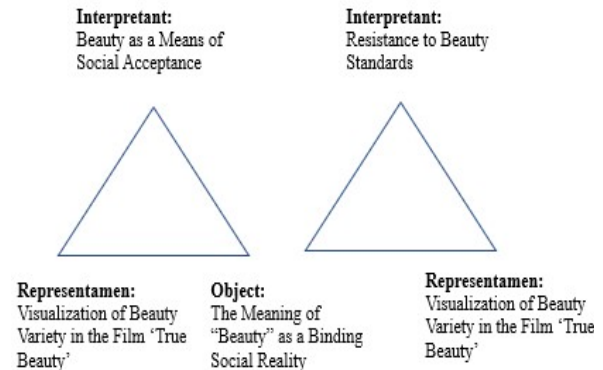 Interpretant:
Beauty as a Means of
Social Acceptance
Interpretant:
Resistance to Beauty
Standards
Representamen:
Visualization of Beauty
Variety in the Film ‘True
Beauty’
Object:
The Meaning of
“Beauty” as a Binding
Social Reality
Representamen:
Visualization of Beauty
Variety in the Film ‘True
Beauty’